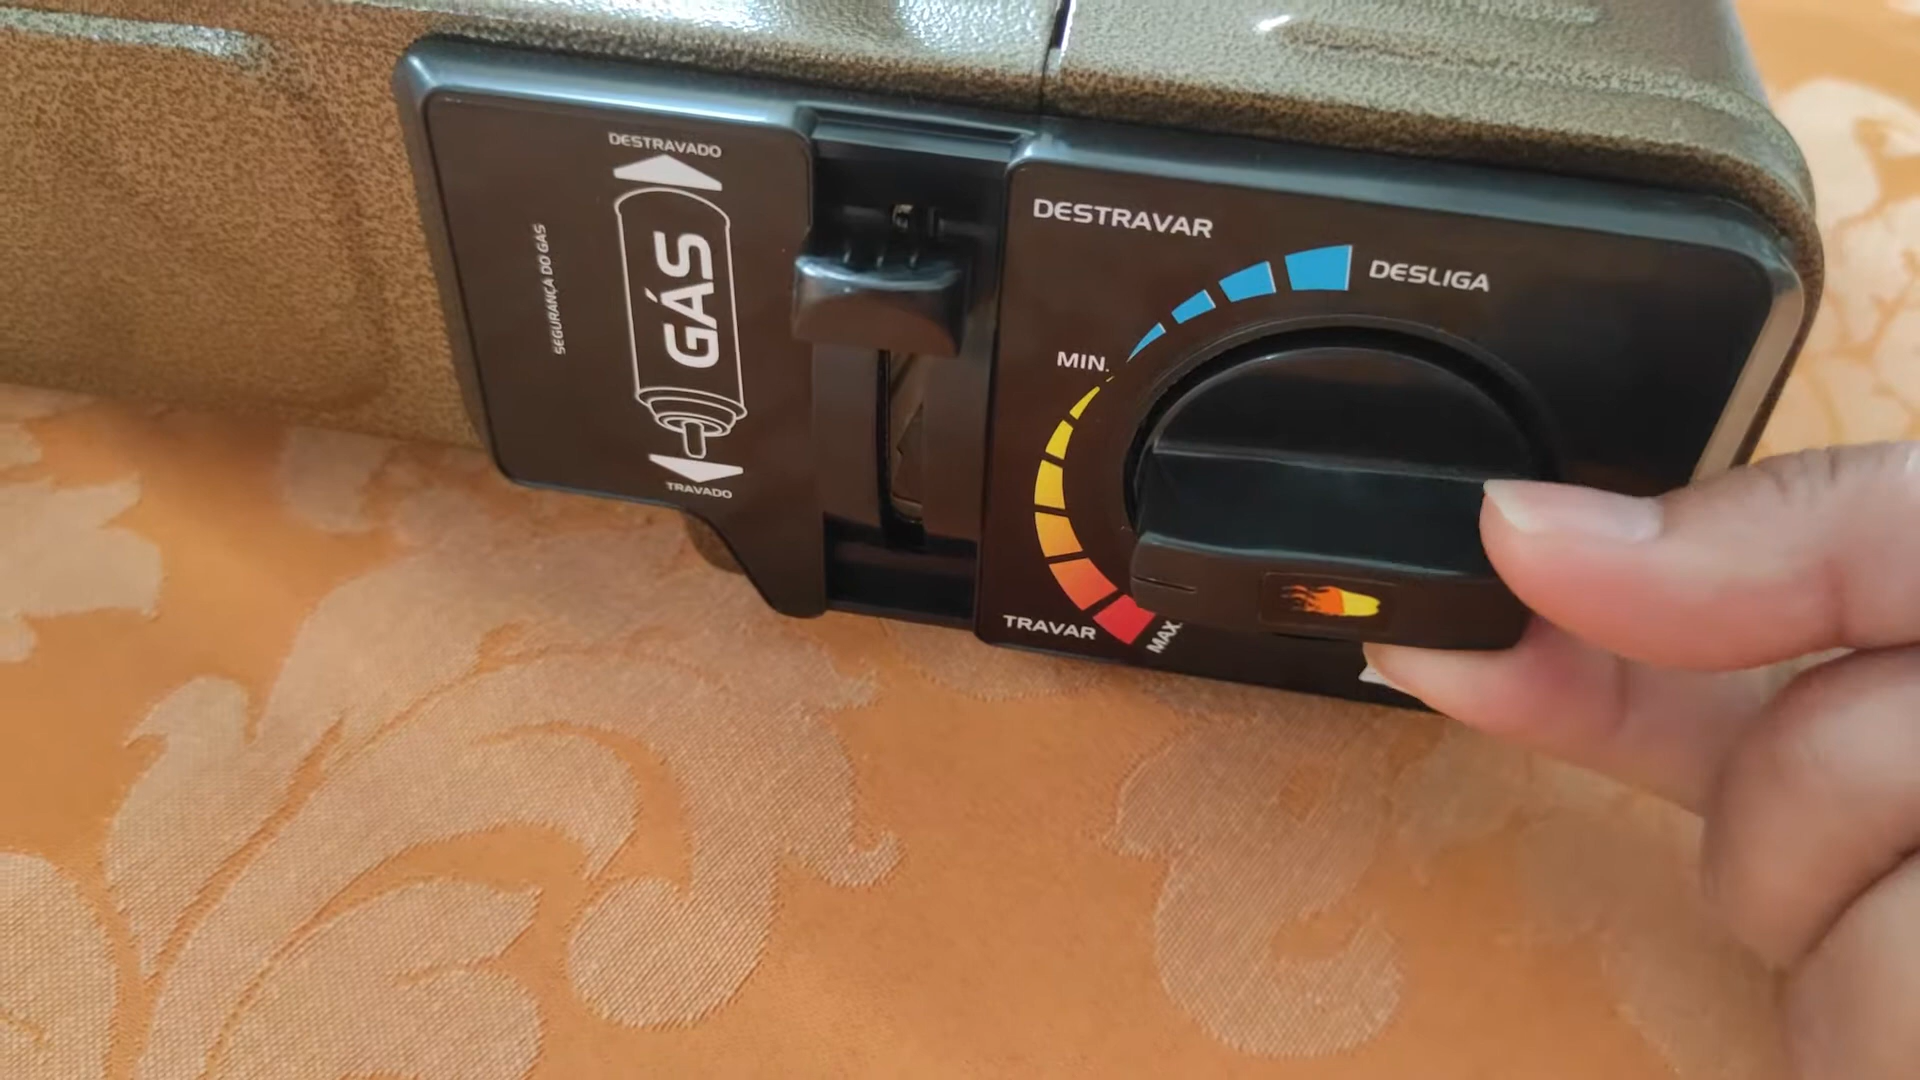 DESTRAVADO
SEGURANÇA DO GÁS
GÁS
TRAVADO
DESTRAVAR
DESLIGA
MIN.
TRAVAR
MAX.